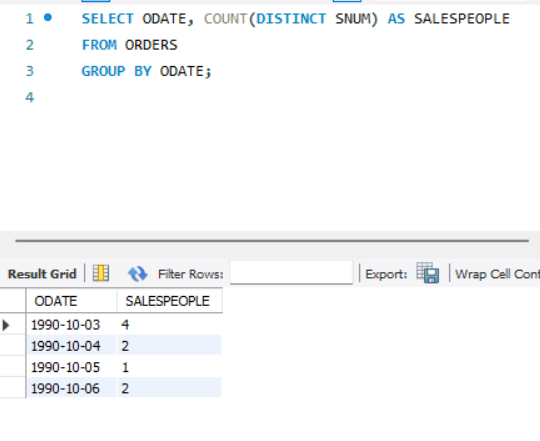 1 SELECT ODATE, COUNT(DISTINCT SNUM) AS SALESPEOPLE
2 FROM ORDERS
3 GROUP BY ODATE;
4
Result Grid Filter Rows: Export: Wrap Cell Cont
ODATE SALESPEOPLE
1990-10-03 4
1990-10-04 2
1990-10-05 1
1990-10-06 2